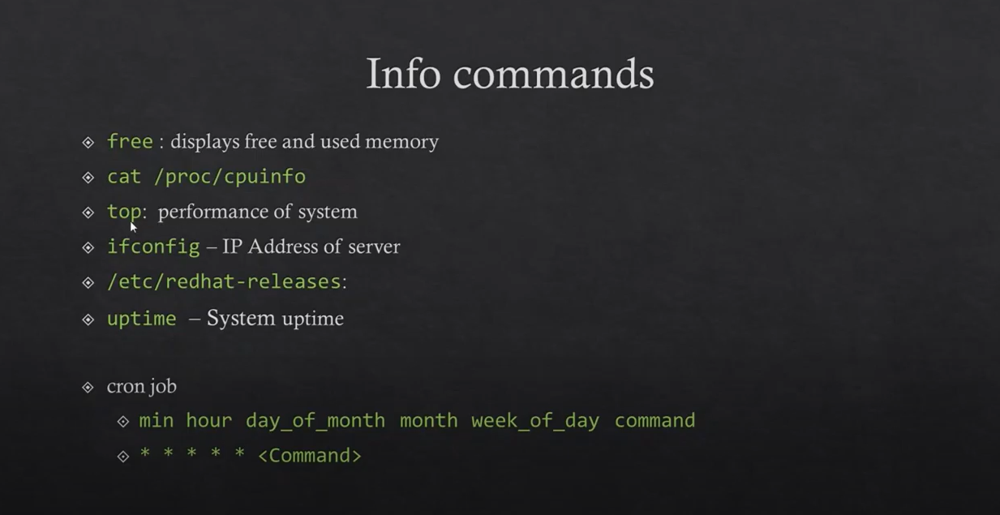 Info commands
free : displays free and used memory
cat /proc/cpuinfo
top: performance of system
ifconfig – IP Address of server
/etc/redhat-releases:
uptime – System uptime
cron job
min hour day_of_month month week_of_day command
* * * * * <Command>